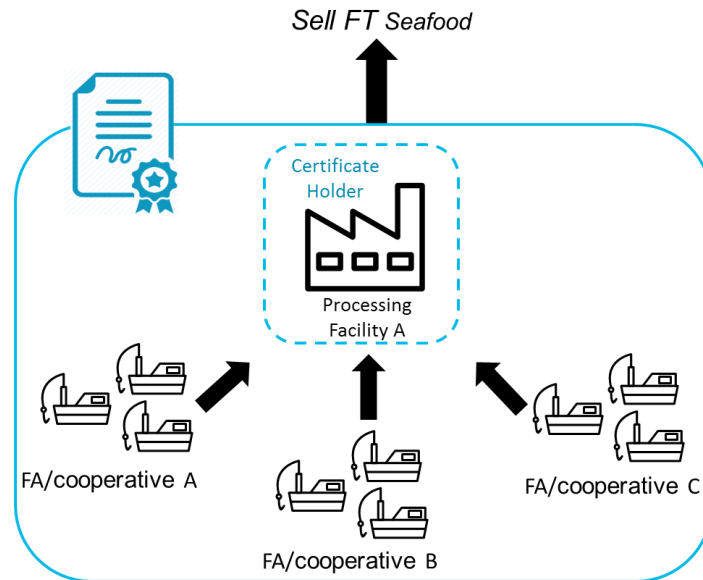 Sell FT Seafood
Certificate
Holder
Processing
Facility A
FA/cooperative A
FA/cooperative B
FA/cooperative C